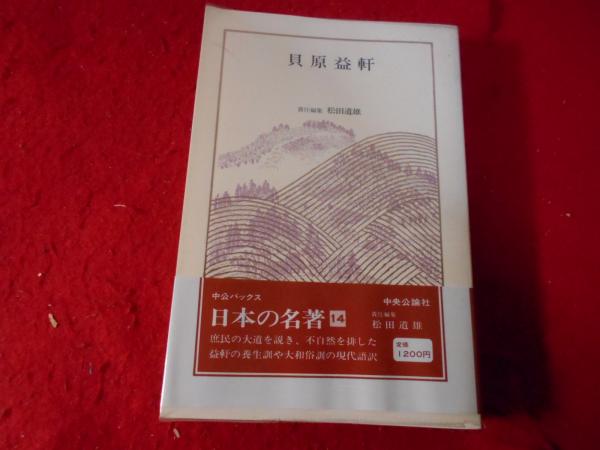 貝原益軒
責任編集 松田道雄
中公バックス
中央公論社
日本の名著 14
責任編集
松田道雄
庶民の大道を説き、不自然を排した
益軒の養生訓や大和俗訓の現代語訳
定価
1200円